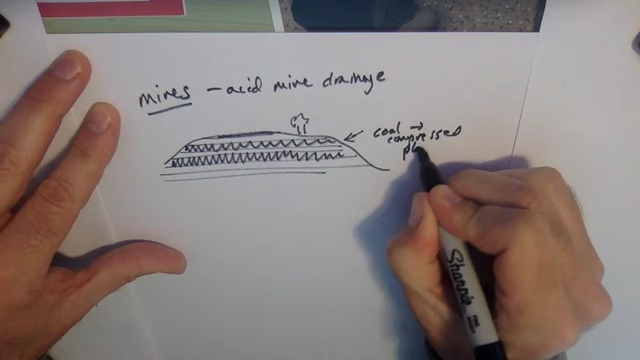 mines - acid mine drainage
coal →
compressed
pl
Sharpie